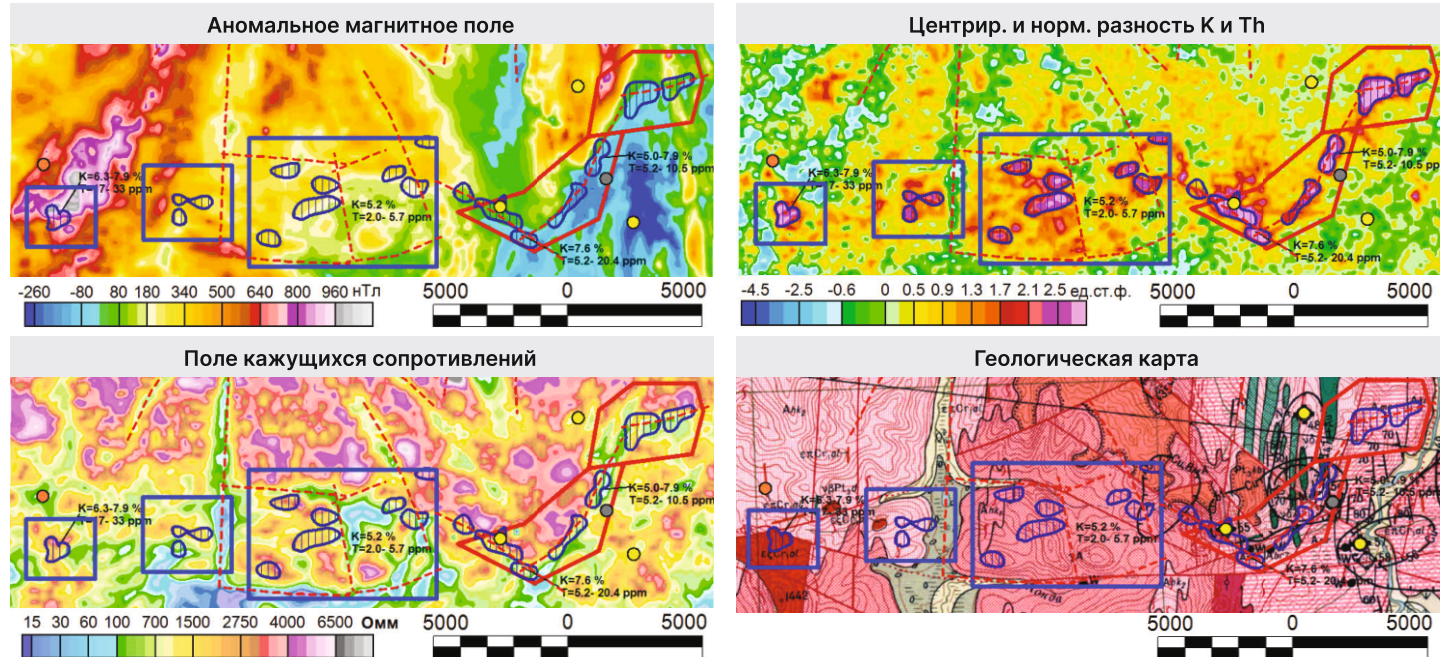 Аномальное магнитное поле
K=6.3-7.9 %
33 ppm
K=5.2 %
T=2.0- 5.7 ppm
K=5.0-7.9 %
T=5.2- 10.5 ppm
K=7.6 %
T=5.2- 20.4 ppm
-260 -80 80 180 340 500 640 800 960 нТл
5000 0 5000
Центрир. и норм. разность K и Th
K=6.3-7.9 %
33 ppm
K=5.2 %
T=2.0- 5.7 ppm
K=5.0-7.9 %
T=5.2- 10.5 ppm
K=7.6 %
T=5.2- 20.4 ppm
-4.5 -2.5 -0.6 0 0.5 0.9 1.3 1.7 2.1 2.5 ед.ст.ф.
5000 0 5000
Поле кажущихся сопротивлений
K=6.3-7.9 %
33 ppm
K=5.2 %
T=2.0- 5.7 ppm
K=5.0-7.9 %
T=5.2- 10.5 ppm
K=7.6 %
T=5.2- 20.4 ppm
15 30 60 100 700 1500 2750 4000 6500 Омм
5000 0 5000
Геологическая карта
K=5.2 %
T=2.0- 5.7 ppm
K=7.6 %
1442
5000 0 5000